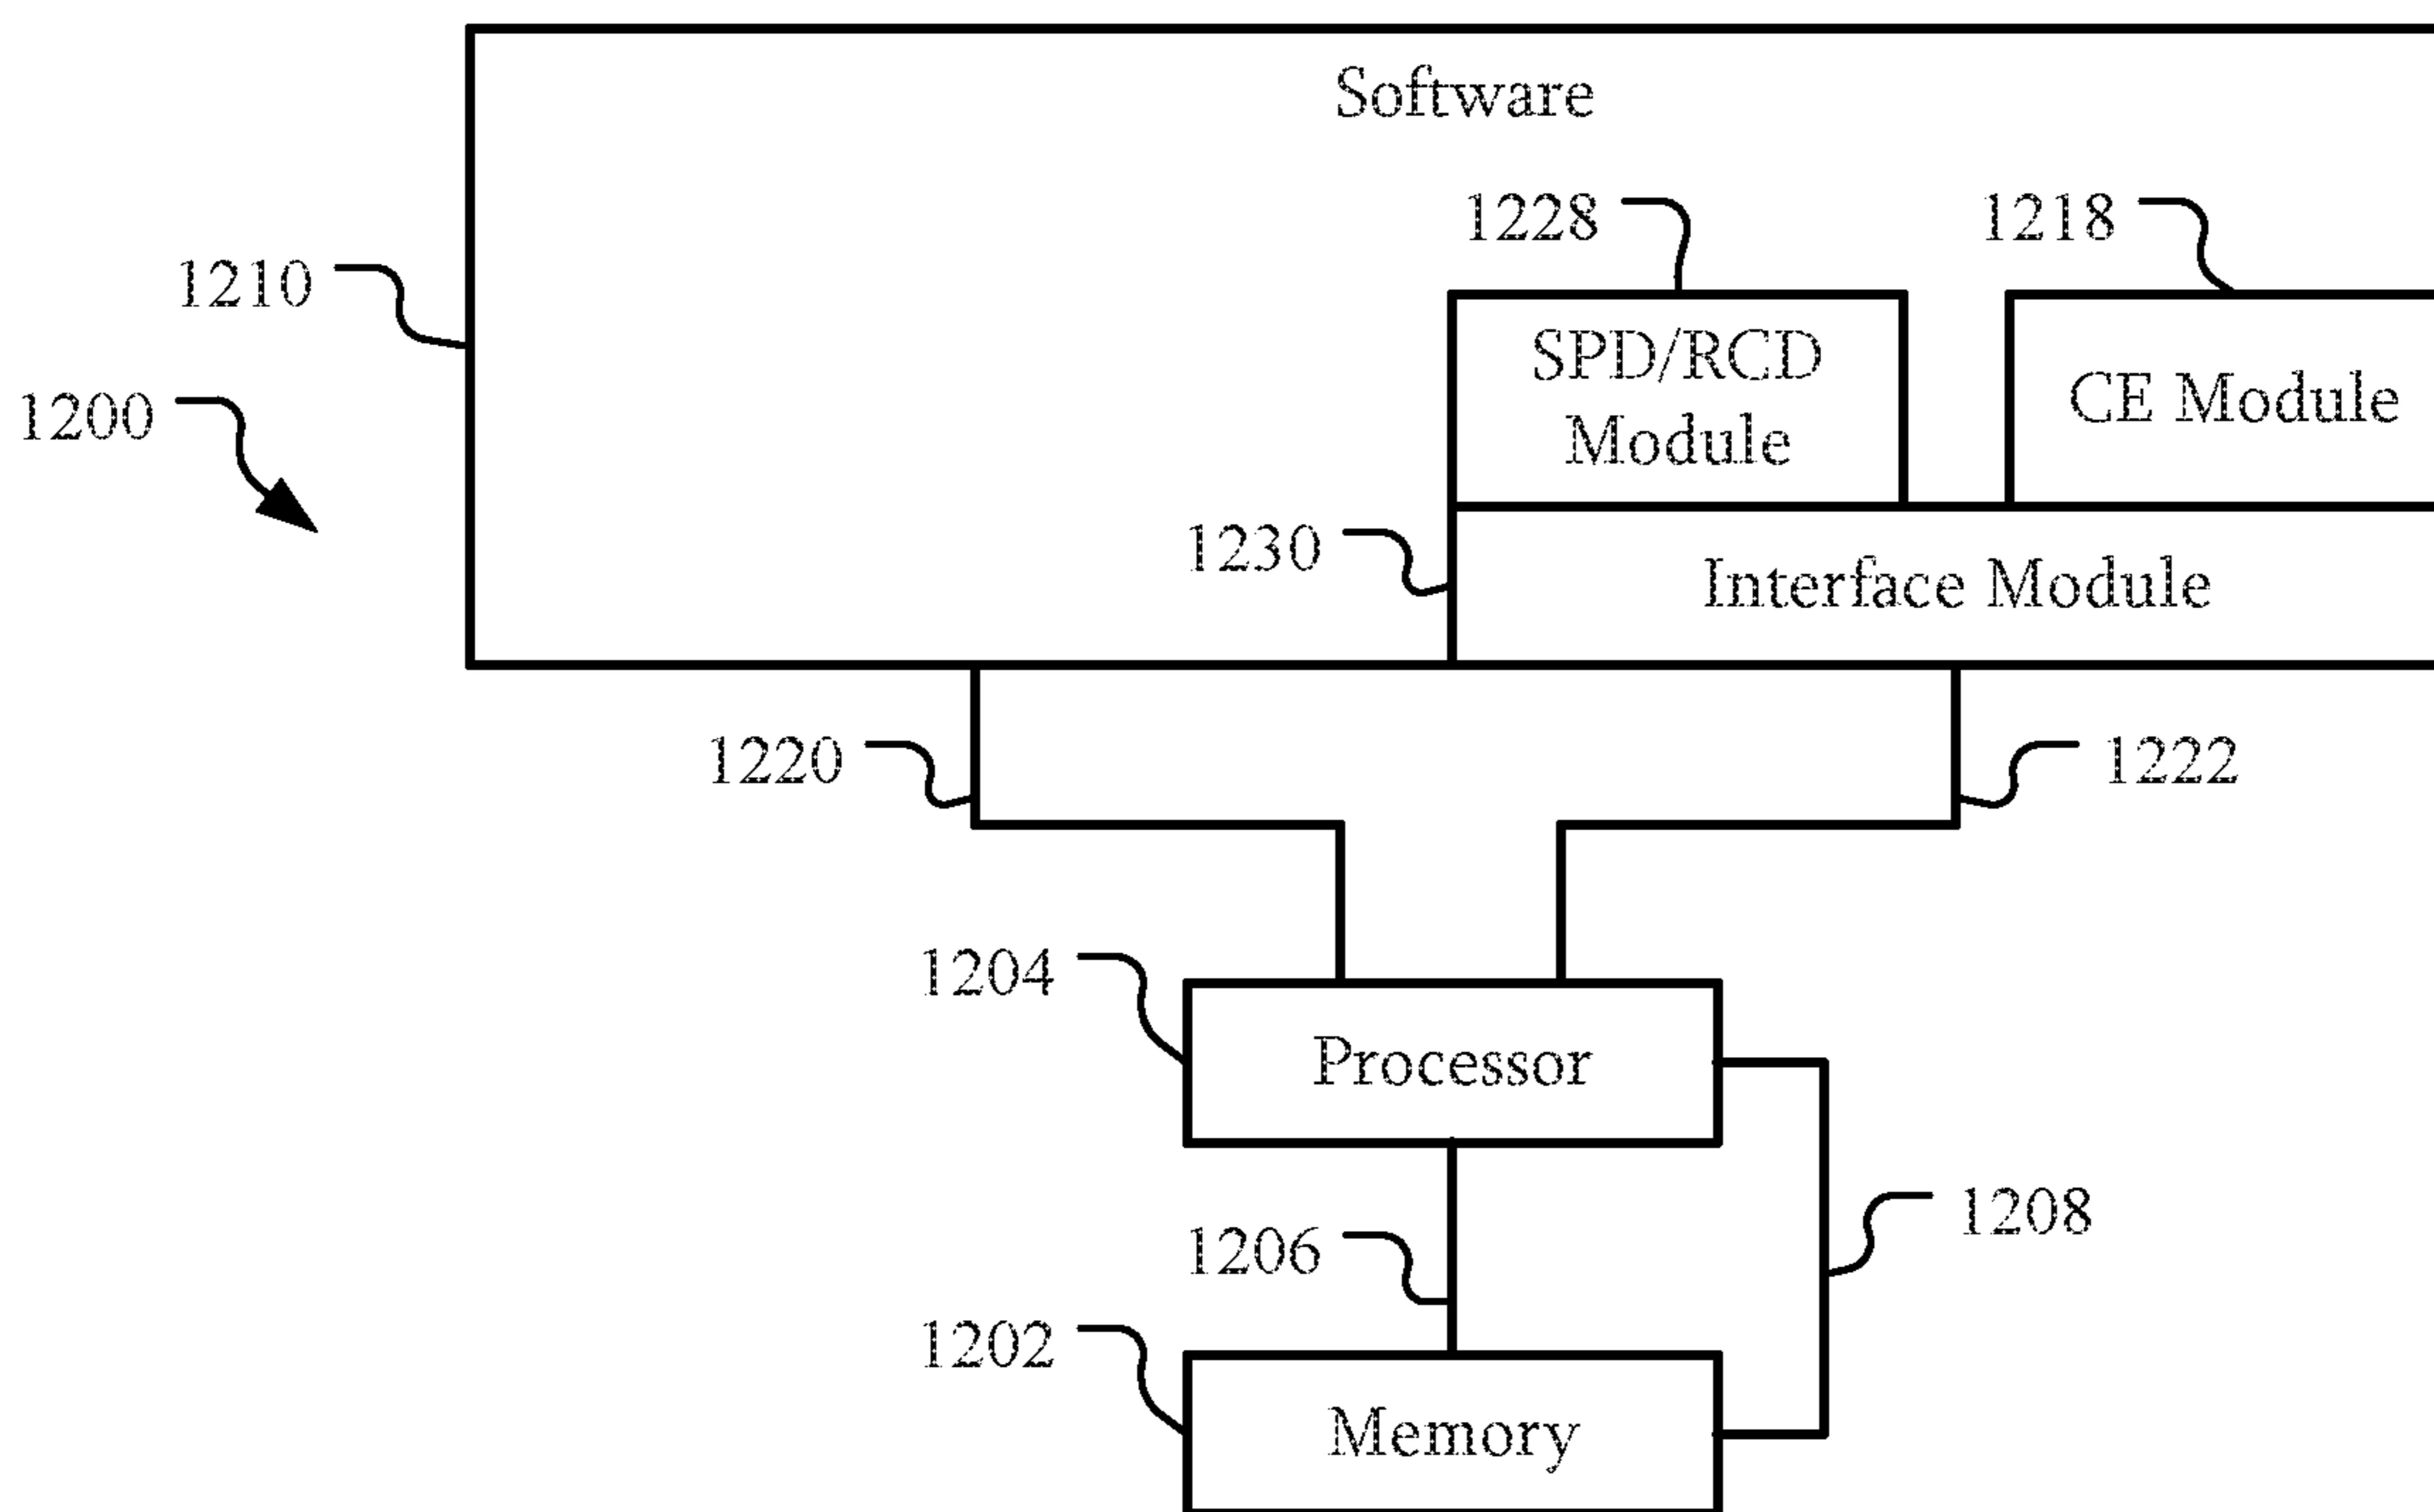 Software
1228
1218
1210
SPD/RCD
Module
CE Module
1200
1230
Interface Module
1220
1222
1204
Processor
1208
1206
1202
Memory